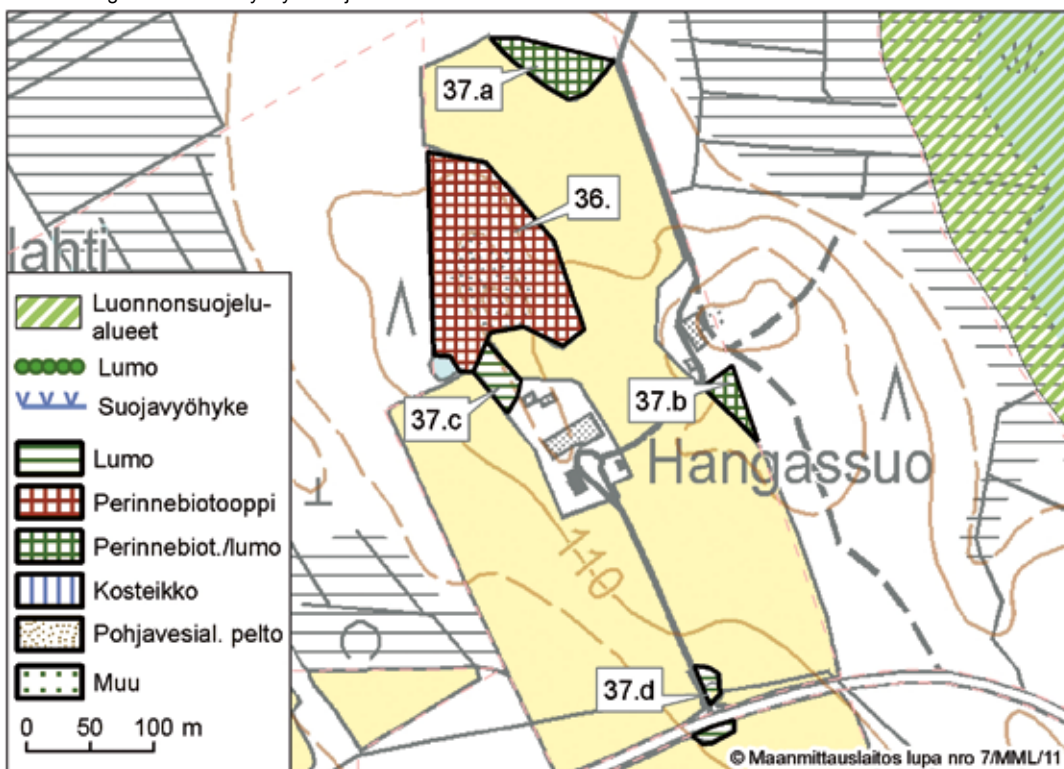 37.a
36.
lahti
37.c
37.b
Hangassuo
110
37.d
Luonnonsuojelu-
alueet
Lumo
Suojavyöhyke
Lumo
Perinnebiotooppi
Perinnebiot./lumo
Kosteikko
Pohjavesial. pelto
Muu
0 50 100 m
© Maanmittauslaitos lupa nro 7/MML/11